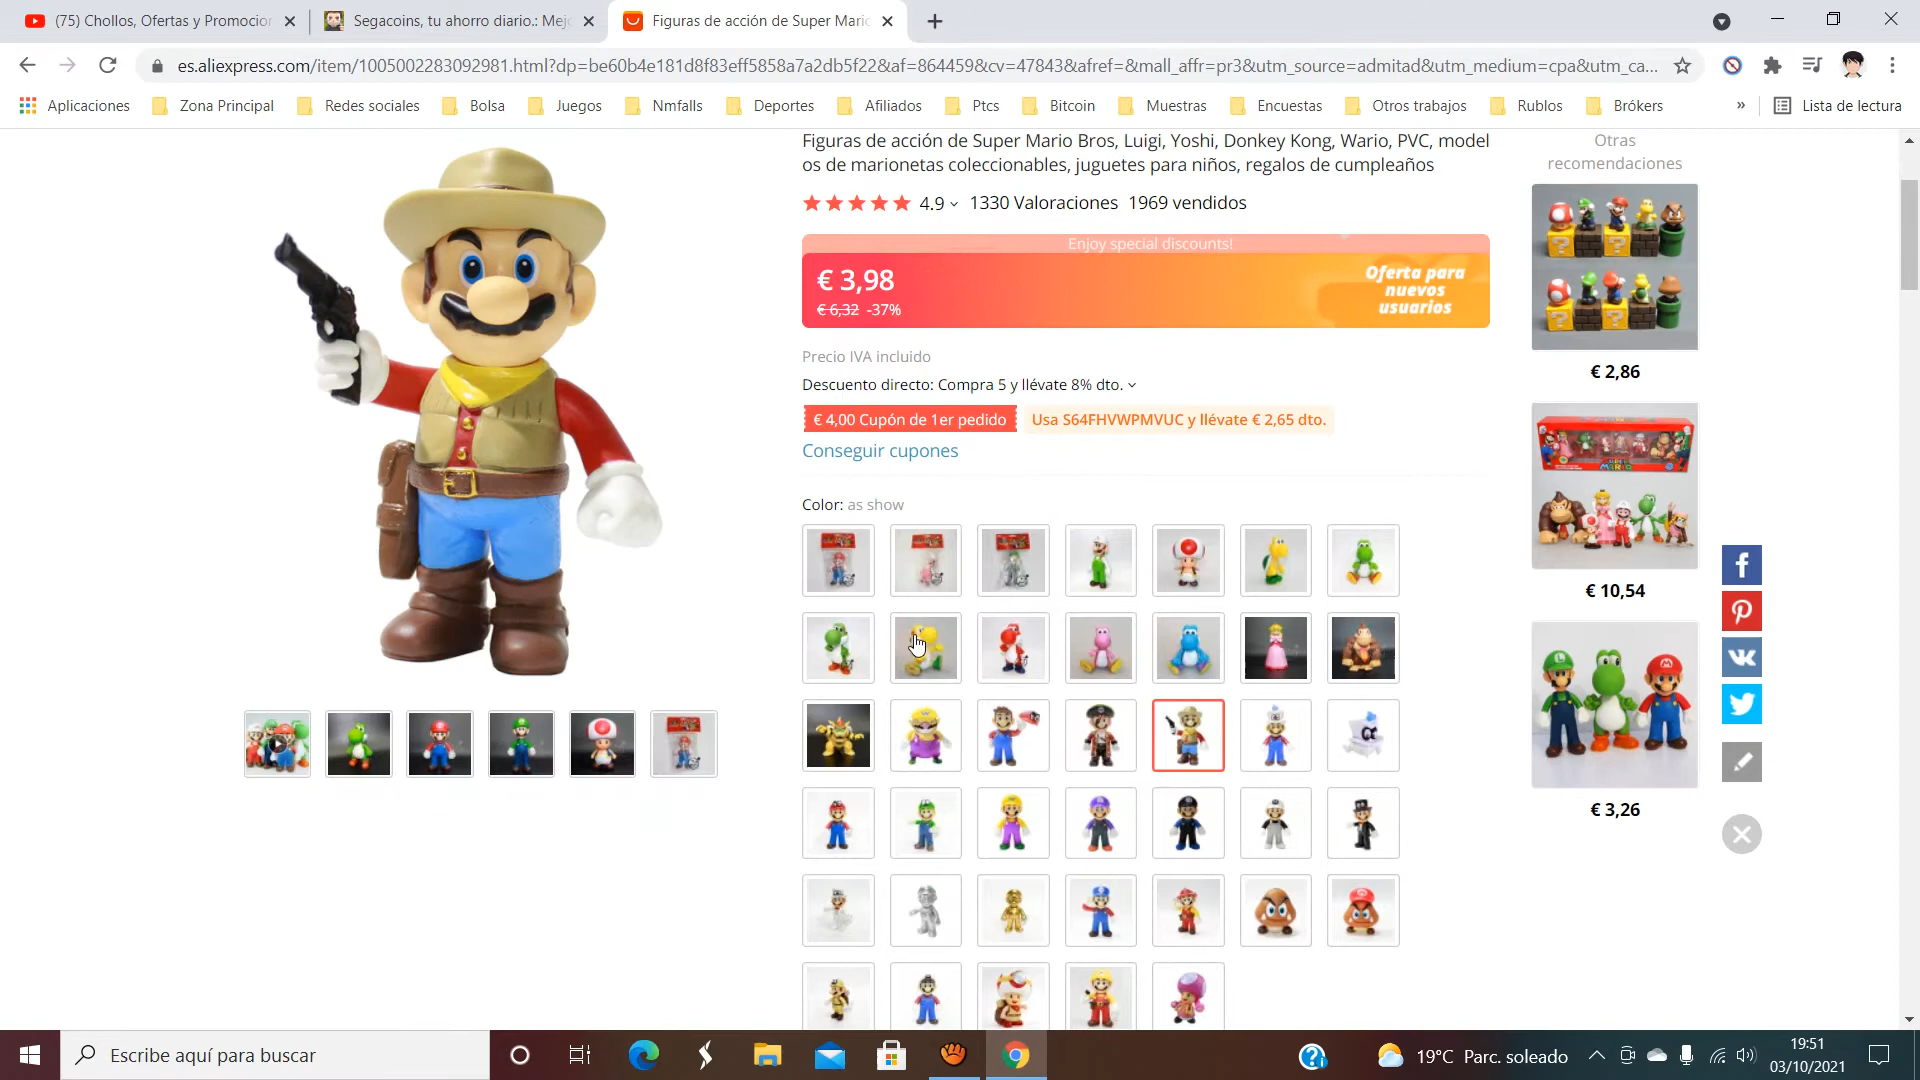 (75) Chollos, Ofertas y Promocion
Segacoins, tu ahorro diario.: Mejo
Figuras de acción de Super Mario
es.aliexpress.com/item/1005002283092981.html?dp=be60b4e181d8f83eff5858a7a2db5f22&af=864459&cv=47843&afref=&mall_affr=pr3&utm_source=admitad&utm_medium=cpa&utm_ca...
Aplicaciones
Zona Principal
Redes sociales
Bolsa
Juegos
Nmfalls
Deportes
Afiliados
Ptcs
Bitcoin
Muestras
Encuestas
Otros trabajos
Rublos
Brókers
»
Lista de lectura
Figuras de acción de Super Mario Bros, Luigi, Yoshi, Donkey Kong, Wario, PVC, model
os de marionetas coleccionables, juguetes para niños, regalos de cumpleaños
4.9 1330 Valoraciones 1969 vendidos
Enjoy special discounts!
€ 3,98
€ 6,32 -37%
Oferta para
nuevos
usuarios
Precio IVA incluido
Descuento directo: Compra 5 y llévate 8% dto.
€ 4,00 Cupón de 1er pedido
Usa S64FHVWPMVUC y llévate € 2,65 dto.
Conseguir cupones
Color: as show
Otras
recomendaciones
€ 2,86
€ 10,54
€ 3,26
Escribe aquí para buscar
19°C Parc. soleado
19:51
03/10/2021